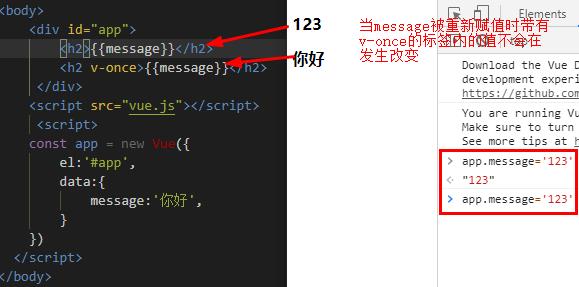 <body>
<div id="app">
<h2>{{message}}</h2>
<h2 v-once>{{message}}</h2>
</div>
<script src="vue.js"></script>
<script>
const app = new Vue({
el:'#app',
data:{
message:'你好',
}
})
</script>
</body>
123
你好
当message被重新赋值时带有
v-once的标签内的值不会在
发生改变
Elements
Download the Vue D
development experi
https://github.com
You are running Vu
Make sure to turn
See more tips at h
> app.message='123'
"123"
> app.message='123'